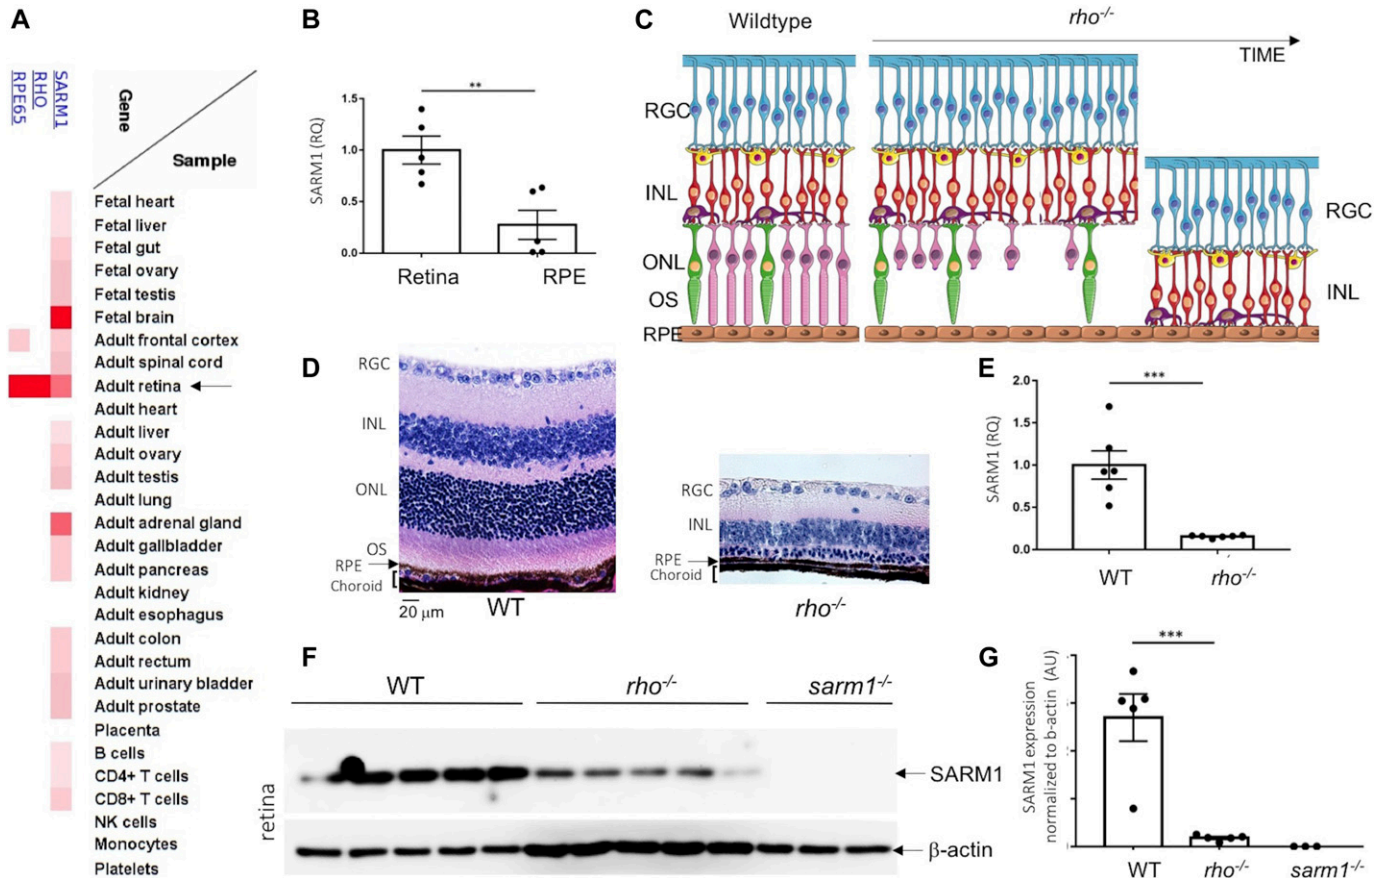 A
SARM1
RHO
RPE65
Gene
Sample
Fetal heart
Fetal liver
Fetal gut
Fetal ovary
Fetal testis
Fetal brain
Adult frontal cortex
Adult spinal cord
Adult retina
Adult heart
Adult liver
Adult ovary
Adult testis
Adult lung
Adult adrenal gland
Adult gallbladder
Adult pancreas
Adult kidney
Adult esophagus
Adult colon
Adult rectum
Adult urinary bladder
Adult prostate
Placenta
B cells
CD4+ T cells
CD8+ T cells
NK cells
Monocytes
Platelets
B
**
SARM1 (RQ)
1.5
1.0
0.5
0.0
Retina
RPE
C
Wildtype
rho-/-
TIME
RGC
INL
ONL
OS
RPE
RGC
INL
D
RGC
INL
ONL
OS
RPE
Choroid
20 μm
WT
RGC
INL
RPE
Choroid
rho-/-
E
***
SARM1 (RQ)
2.0
1.5
1.0
0.5
0.0
WT
rho-/-
F
WT
rho-/-
sarm1-/-
retina
SARM1
β-actin
G
***
SARM1 expression
normalized to b-actin (AU)
WT
rho-/-
sarm1-/-